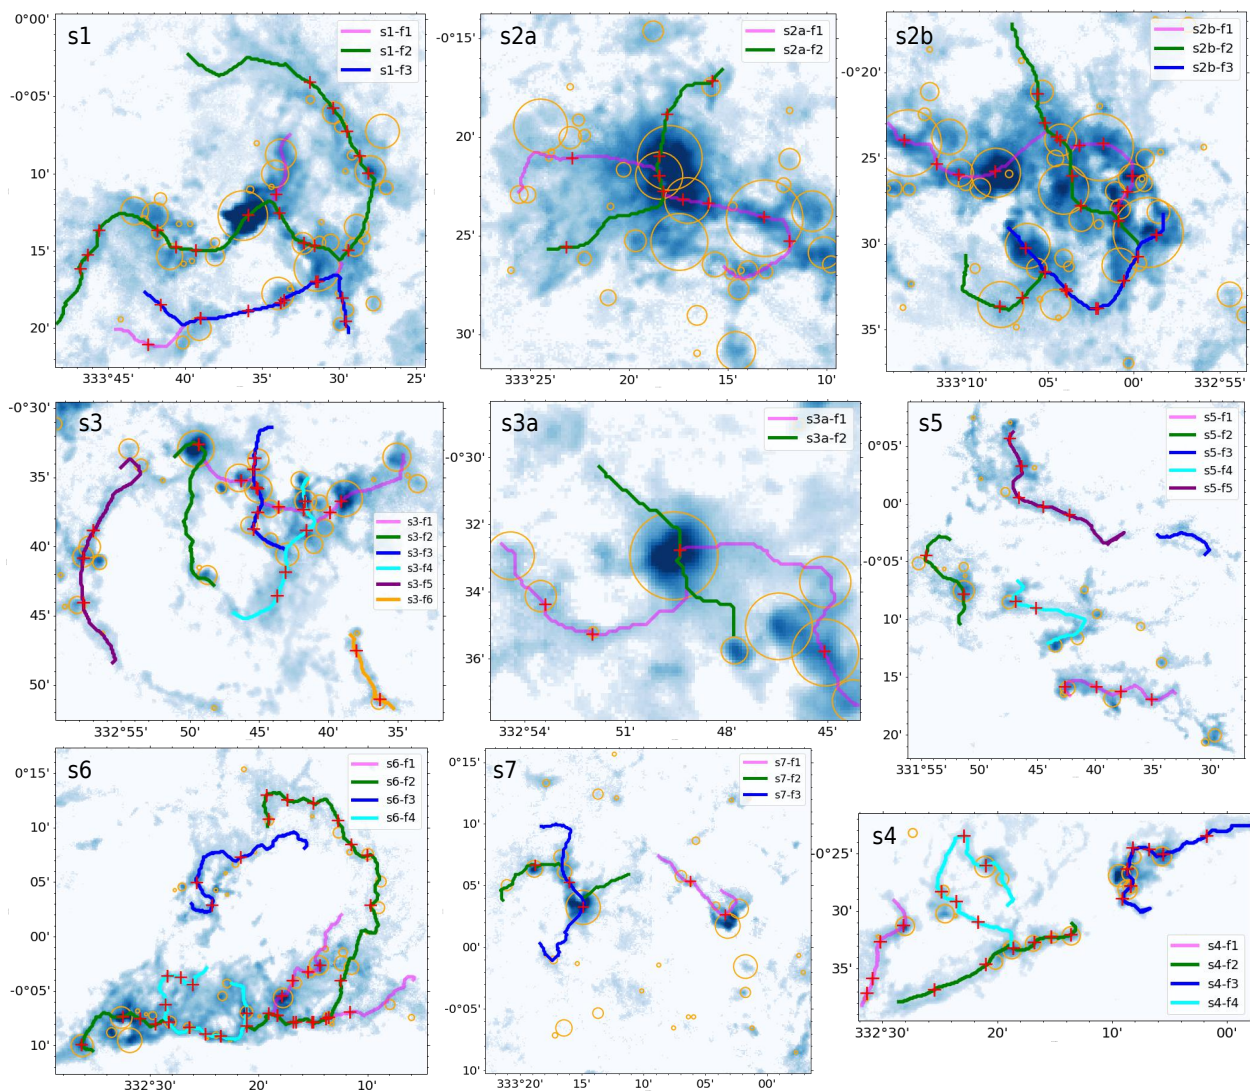 s1
s1-f1
s1-f2
s1-f3
0°00'
-0°05'
10'
15'
20'
333°45'
40'
35'
30'
25'
s2a
s2a-f1
s2a-f2
-0°15'
20'
25'
30'
333°25'
20'
15'
10'
s2b
s2b-f1
s2b-f2
s2b-f3
-0°20'
25'
30'
35'
333°10'
05'
00'
332°55'
s3
s3-f1
s3-f2
s3-f3
s3-f4
s3-f5
s3-f6
-0°30'
35'
40'
45'
50'
332°55'
50'
45'
40'
35'
s3a
s3a-f1
s3a-f2
-0°30'
32'
34'
36'
332°54'
51'
48'
45'
s5
s5-f1
s5-f2
s5-f3
s5-f4
s5-f5
0°05'
00'
-0°05'
10'
15'
20'
331°55'
50'
45'
40'
35'
30'
s6
s6-f1
s6-f2
s6-f3
s6-f4
0°15'
10'
05'
00'
-0°05'
10'
332°30'
20'
10'
s7
s7-f1
s7-f2
s7-f3
0°15'
10'
05'
00'
-0°05'
10'
333°20'
15'
10'
05'
00'
s4
s4-f1
s4-f2
s4-f3
s4-f4
-0°25'
30'
35'
332°30'
20'
10'
00'